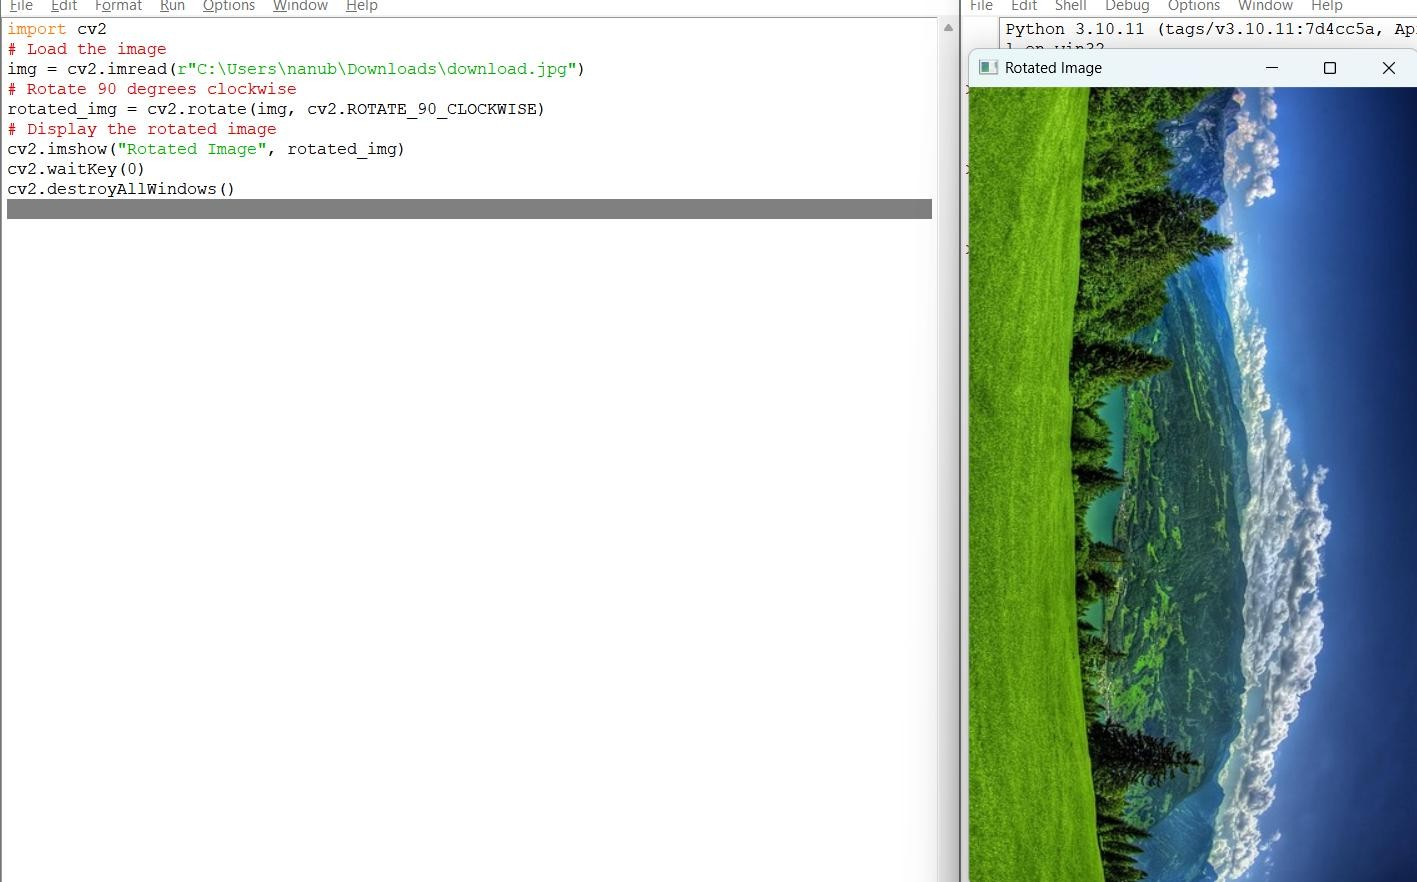 File Edit Format Run Options Window Help
import cv2
# Load the image
img = cv2.imread(r"C:\Users\nanub\Downloads\download.jpg")
# Rotate 90 degrees clockwise
rotated_img = cv2.rotate(img, cv2.ROTATE_90_CLOCKWISE)
# Display the rotated image
cv2.imshow("Rotated Image", rotated_img)
cv2.waitKey(0)
cv2.destroyAllWindows()
File Edit Shell Debug Options Window Help
Python 3.10.11 (tags/v3.10.11:7d4cc5a, Ap
l on win32
Rotated Image